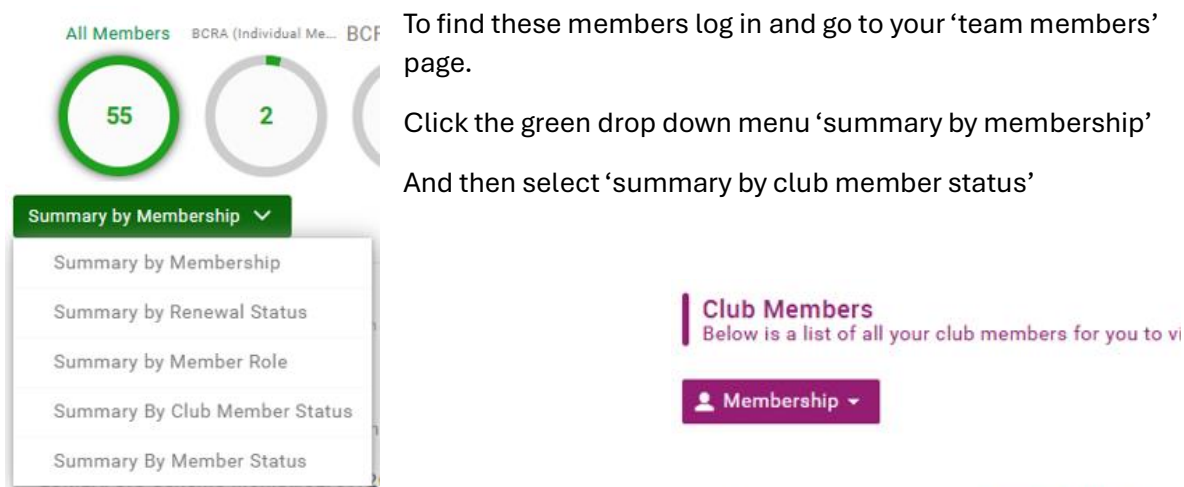 All Members BCRA (Individual Me... BCR
55
2
Summary by Membership
Summary by Membership
Summary by Renewal Status
Summary by Member Role
Summary By Club Member Status
Summary By Member Status
To find these members log in and go to your ‘team members’
page.
Click the green drop down menu ‘summary by membership’
And then select ‘summary by club member status’
Club Members
Below is a list of all your club members for you to vi
Membership